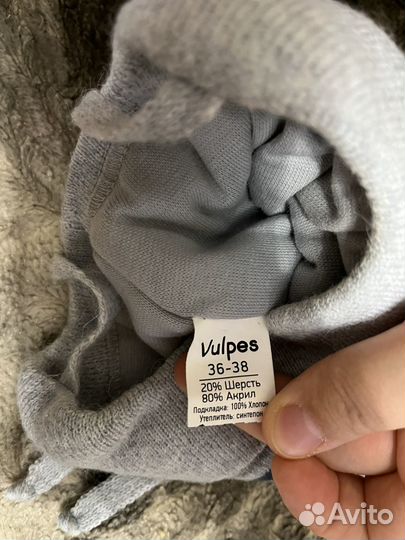 Vulpes
36-38
20% Шерсть
80% Акрил
Подкладка: 100% Хлопок
Утеплитель: синтепон
Avito